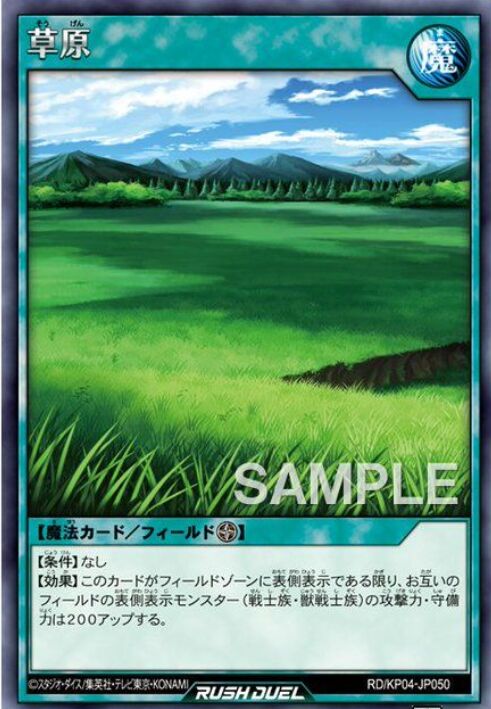 草原
魔
SAMPLE
【魔法カード/フィールド】
【条件】なし
【効果】このカードがフィールドゾーンに表側表示である限り、お互いの
フィールドの表側表示モンスター(戦士族・獣戦士族)の攻撃力・守備
力は200アップする。
©スタジオ・ダイス/集英社・テレビ東京・KONAMI
RUSH DUEL
RD/KP04-JP050